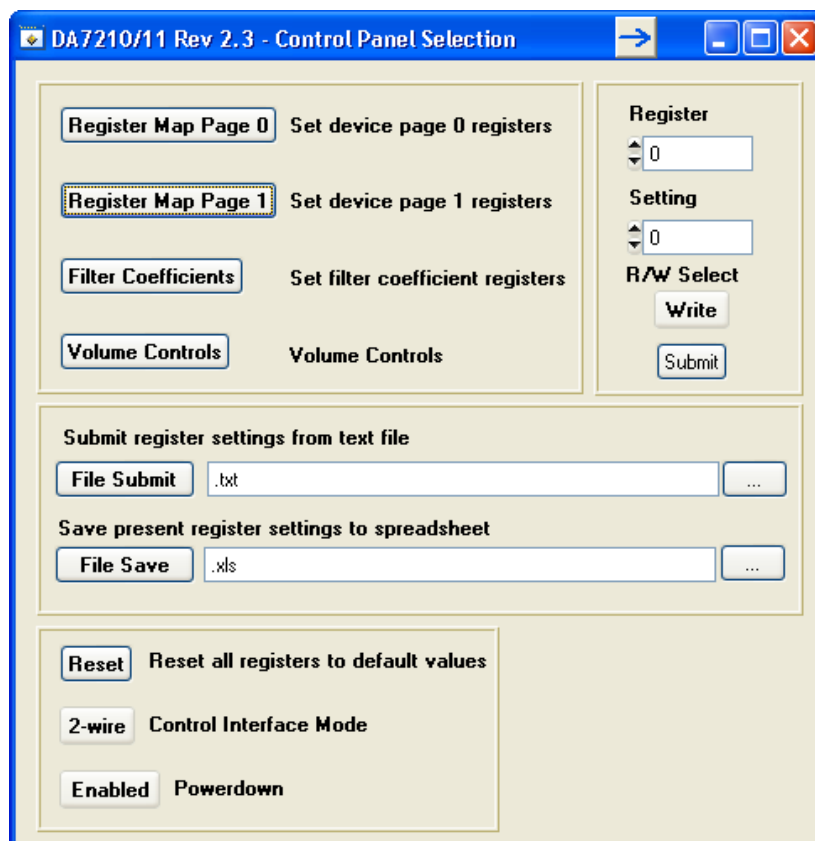 DA7210/11 Rev 2.3 - Control Panel Selection
Register Map Page 0 Set device page 0 registers
Register Map Page 1 Set device page 1 registers
Filter Coefficients Set filter coefficient registers
Volume Controls Volume Controls
Register
0
Setting
0
R/W Select
Write
Submit
Submit register settings from text file
File Submit .txt ...
Save present register settings to spreadsheet
File Save .xls ...
Reset Reset all registers to default values
2-wire Control Interface Mode
Enabled Powerdown